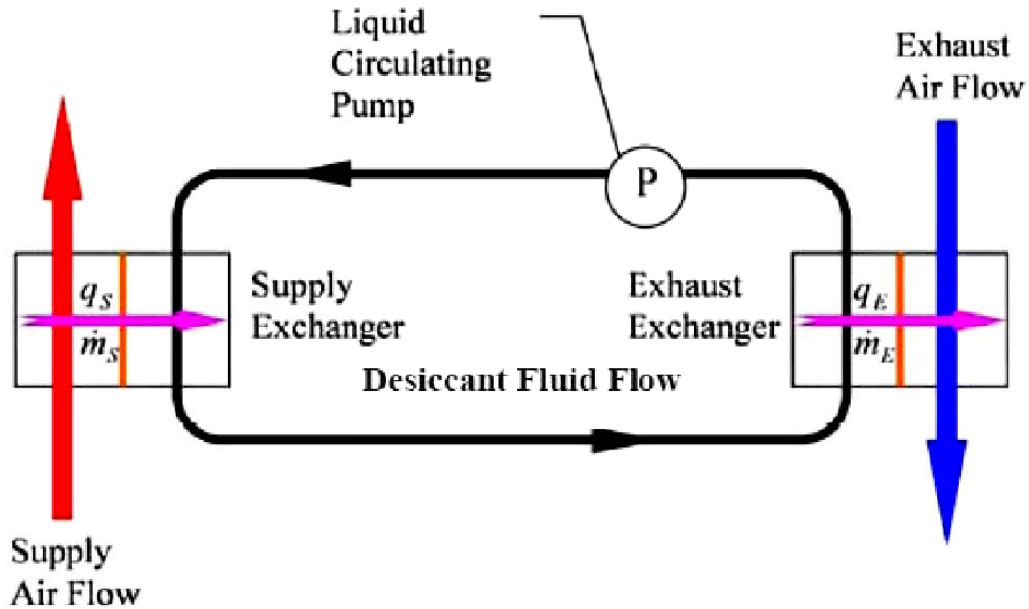 Liquid
Circulating
Pump
Exhaust
Air Flow
P
q_S
ṁ_S
Supply
Exchanger
Exhaust
Exchanger
q_E
ṁ_E
Desiccant Fluid Flow
Supply
Air Flow